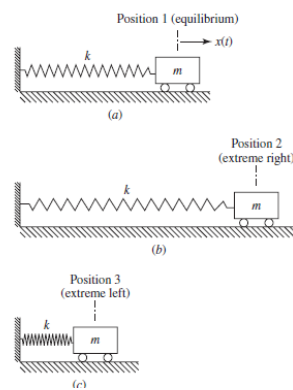 Position 1 (equilibrium)
x(t)
k
m
(a)
Position 2
(extreme right)
k
m
(b)
Position 3
(extreme left)
k
m
(c)